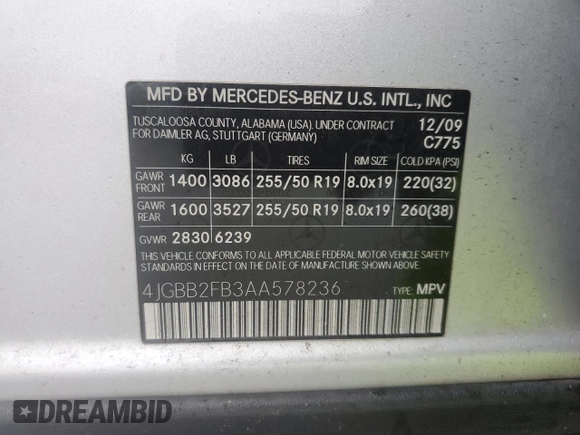 MFD BY MERCEDES-BENZ U.S. INTL., INC
TUSCALOOSA COUNTY, ALABAMA (USA). UNDER CONTRACT 12/09
FOR DAIMLER AG, STUTTGART (GERMANY) C775
KG LB TIRES RIM SIZE COLD KPA (PSI)
GAWR FRONT 1400 3086 255/50 R19 8.0x19 220(32)
GAWR REAR 1600 3527 255/50 R19 8.0x19 260(38)
GVWR 2830 6239
THIS VEHICLE CONFORMS TO ALL APPLICABLE FEDERAL MOTOR VEHICLE SAFETY
STANDARDS IN EFFECT ON THE DATE OF MANUFACTURE SHOWN ABOVE.
4JGBB2FB3AA578236 TYPE: MPV
DREAMBID